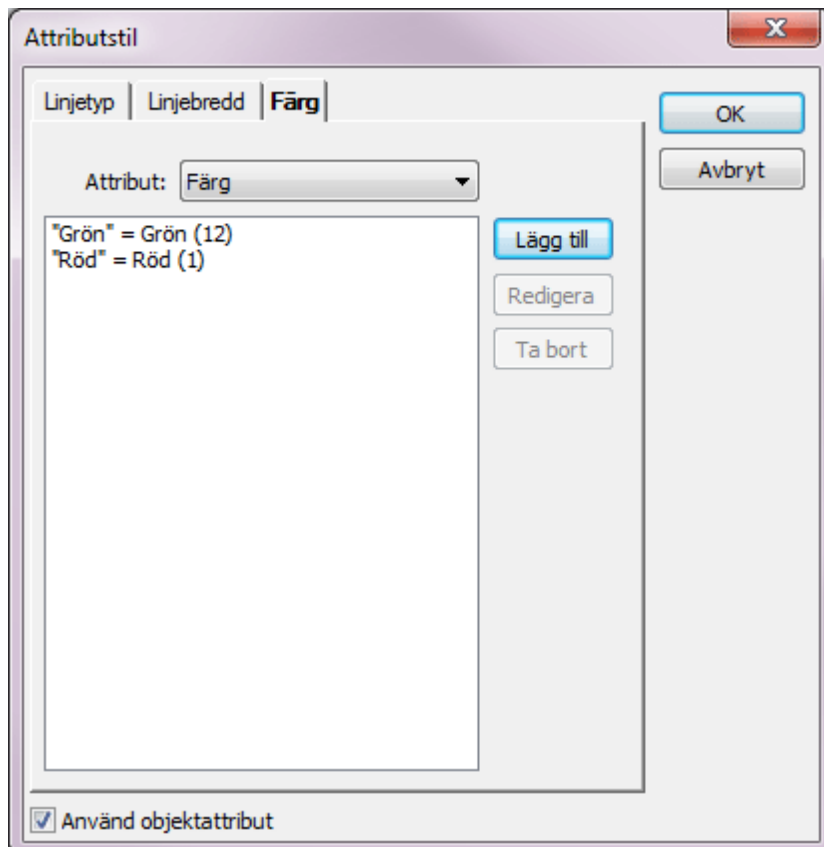 Attributstil
Linjetyp Linjebredd Färg
OK
Avbryt
Attribut: Färg
"Grön" = Grön (12)
"Röd" = Röd (1)
Lägg till
Redigera
Ta bort
Använd objektattribut